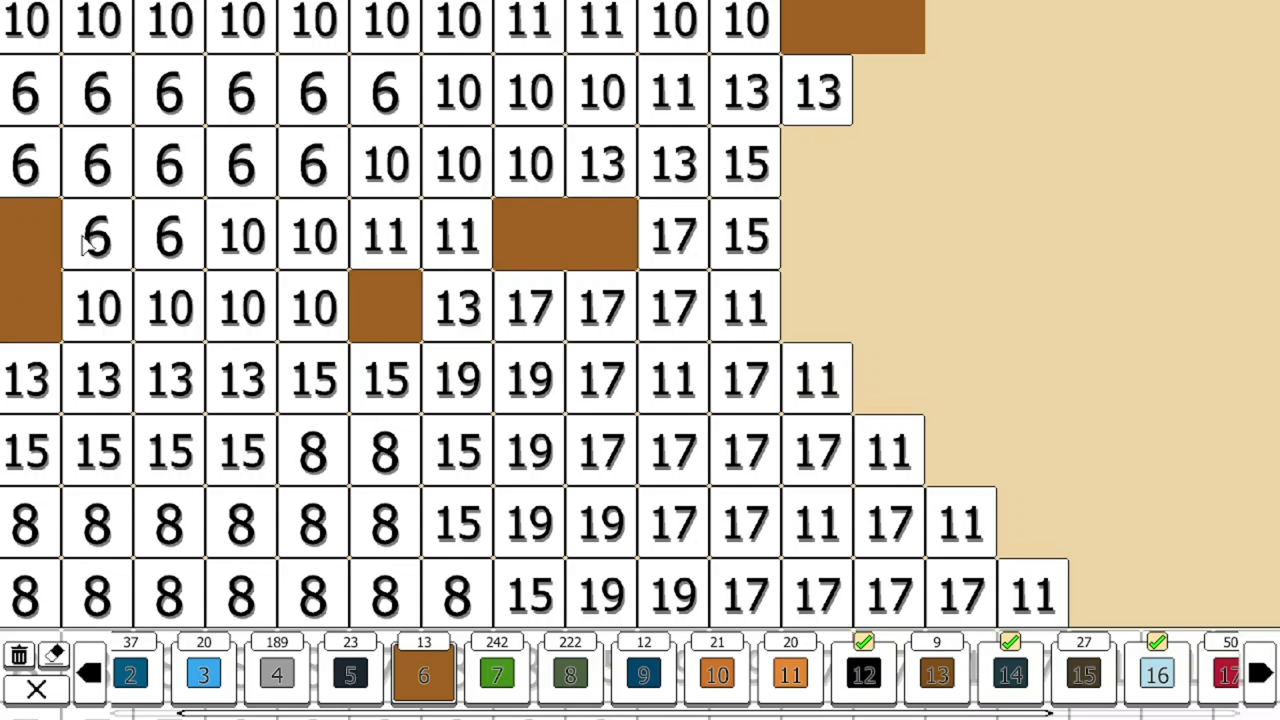 10 10 10 10 10 10 10 11 11 10 10
6 6 6 6 6 6 10 10 10 11 13 13
6 6 6 6 6 10 10 10 13 13 15
6 6 10 10 11 11 17 15
10 10 10 10 13 17 17 17 11
13 13 13 13 15 15 19 19 17 11 17 11
15 15 15 15 8 8 15 19 17 17 17 17 11
8 8 8 8 8 8 15 19 19 17 17 11 17 11
8 8 8 8 8 8 8 15 19 19 17 17 17 17 11
37 20 189 23 13 242 222 12 21 20 9 27 50
2 3 4 5 6 7 8 9 10 11 12 13 14 15 16 17